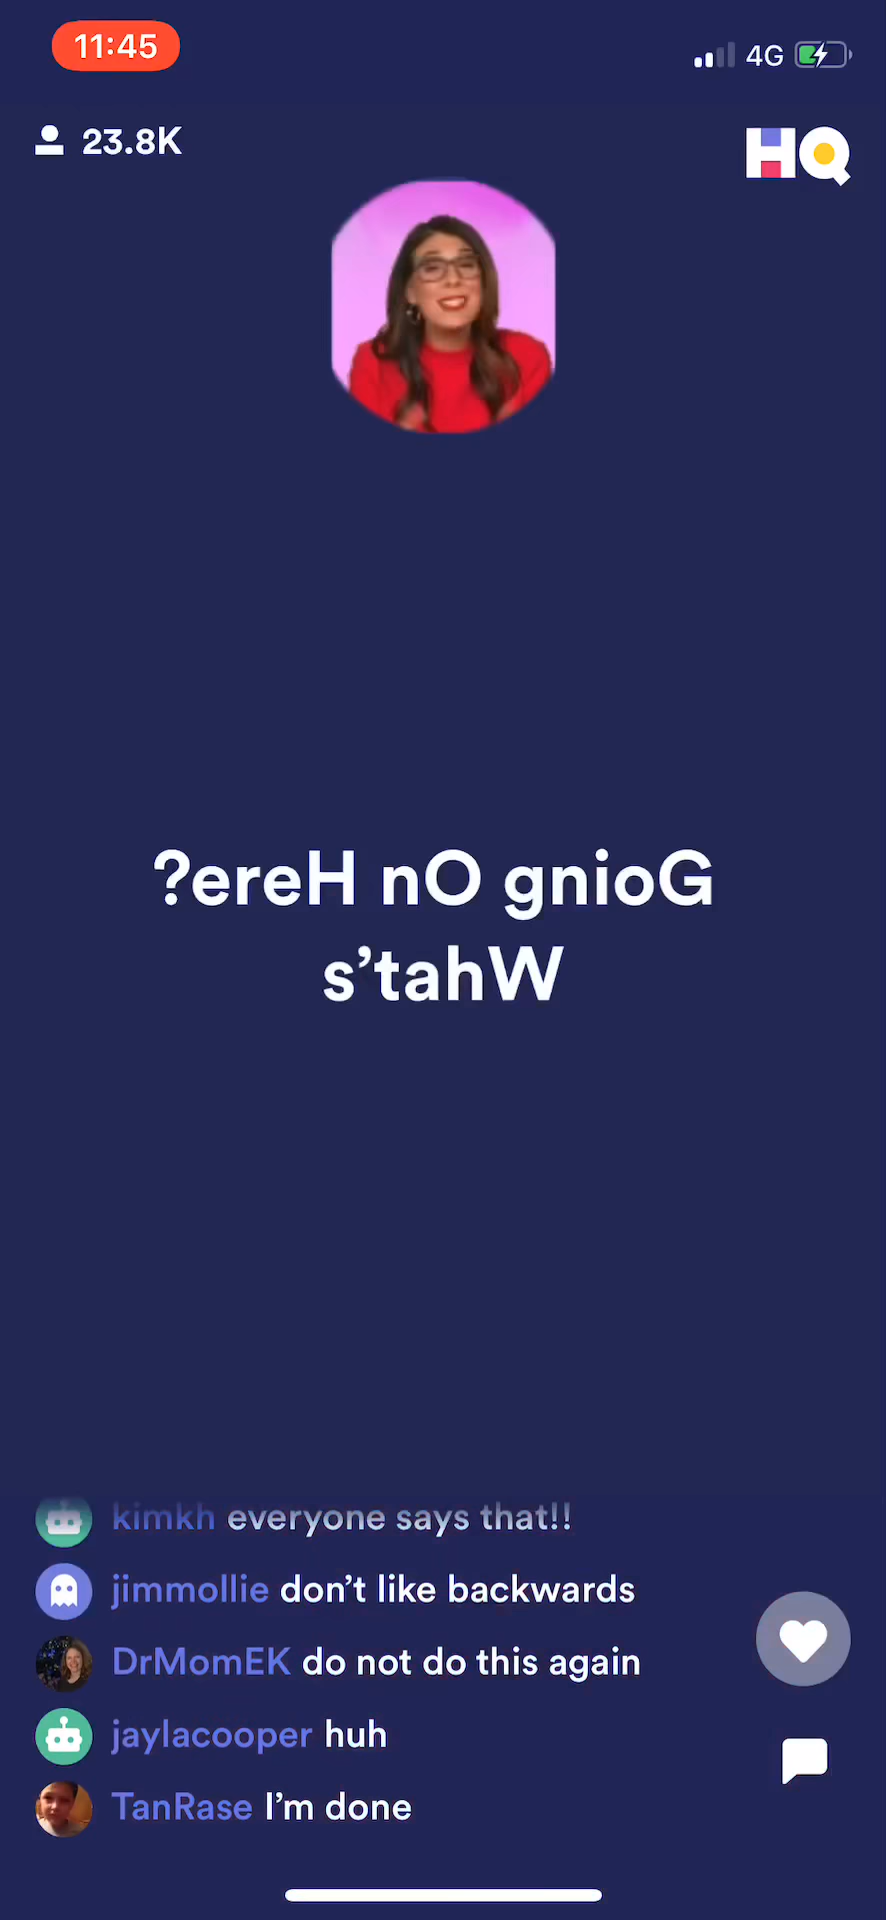 11:45
4G
23.8K
HQ
?ereH nO gnioG
s’tahW
kimkh everyone says that!!
jimmollie don’t like backwards
DrMomEK do not do this again
jaylacooper huh
TanRase I’m done